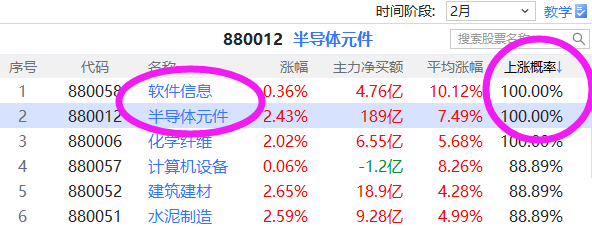 时间阶段: 2月 教学
880012 半导体元件 搜索股票名称
序号 代码 名称 涨幅 主力净买额 平均涨幅 上涨概率↓
1 880058 软件信息 0.36% 4.76亿 10.12% 100.00%
2 880012 半导体元件 2.43% 189亿 7.49% 100.00%
3 880006 化学纤维 2.02% 6.55亿 5.68% 100.00%
4 880057 计算机设备 0.06% -1.2亿 8.26% 88.89%
5 880052 建筑建材 2.65% 18.9亿 4.28% 88.89%
6 880051 水泥制造 2.59% 9.28亿 4.99% 88.89%